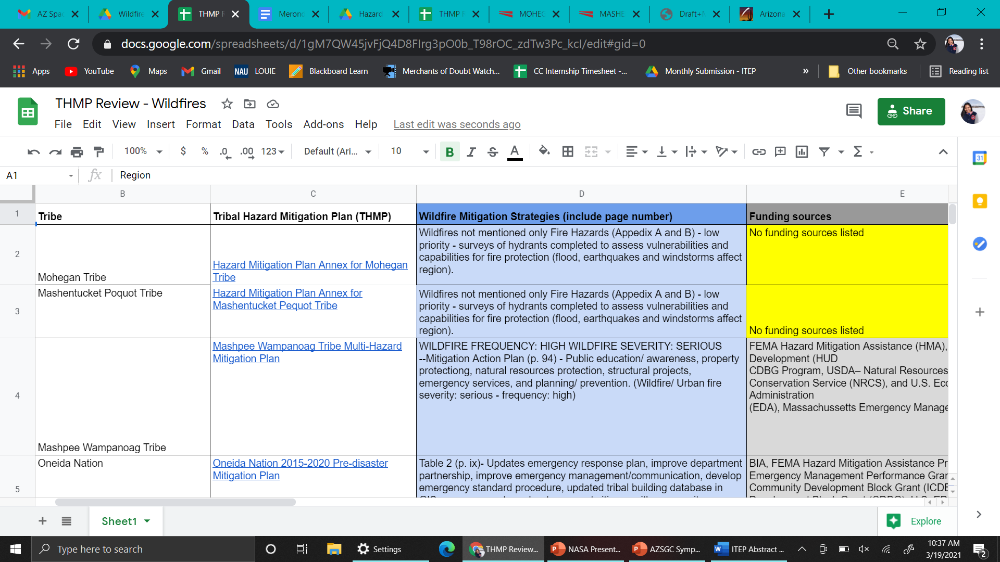 AZ Spac
Wildfire
THMP R
Merono
Hazard
THMP R
MOHEG
MASHE
Draft+M
Arizona
docs.google.com/spreadsheets/d/1gM7QW45jvFjQ4D8FIrg3pO0b_T98rOC_zdTw3Pc_kcI/edit#gid=0
Apps YouTube Maps Gmail NAU LOUIE Blackboard Learn Merchants of Doubt Watch... CC Internship Timesheet -... Monthly Submission - ITEP » Other bookmarks Reading list
THMP Review - Wildfires
Share
File Edit View Insert Format Data Tools Add-ons Help Last edit was seconds ago
100% $ % .0 .00 123 Default (Ari... 10 B I S A Σ
31
A1 fx Region
B C D E
1 Tribe Tribal Hazard Mitigation Plan (THMP) Wildfire Mitigation Strategies (include page number) Funding sources
2
Mohegan Tribe
Hazard Mitigation Plan Annex for Mohegan
Tribe
Wildfires not mentioned only Fire Hazards (Appedix A and B) - low
priority - surveys of hydrants completed to assess vulnerabilities and
capabilities for fire protection (flood, earthquakes and windstorms affect
region).
No funding sources listed
3
Mashentucket Poquot Tribe
Hazard Mitigation Plan Annex for
Mashentucket Pequot Tribe
Wildfires not mentioned only Fire Hazards (Appedix A and B) - low
priority - surveys of hydrants completed to assess vulnerabilities and
capabilities for fire protection (flood, earthquakes and windstorms affect
region).
No funding sources listed
4
Mashpee Wampanoag Tribe
Mashpee Wampanoag Tribe Multi-Hazard
Mitigation Plan
WILDFIRE FREQUENCY: HIGH WILDFIRE SEVERITY: SERIOUS
--Mitigation Action Plan (p. 94) - Public education/ awareness, property
protectiong, natural resources protection, structural projects,
emergency services, and planning/ prevention. (Wildfire/ Urban fire
severity: serious - frequency: high)
FEMA Hazard Mitigation Assistance (HMA),
Development (HUD
CDBG Program, USDA– Natural Resources
Conservation Service (NRCS), and U.S. Ecc
Administration
(EDA), Massachussetts Emergency Manage
5
Oneida Nation
Oneida Nation 2015-2020 Pre-disaster
Mitigation Plan
Table 2 (p. ix)- Updates emergency response plan, improve department
partnership, improve emergency management/communication, develop
emergency standard procedure, updated tribal building database in
BIA, FEMA Hazard Mitigation Assistance Pr
Emergency Management Performance Grar
Community Development Block Grant (ICDE
Sheet1
Explore
Type here to search
Settings
THMP Review...
NASA Present...
AZSGC Symp...
ITEP Abstract ...
10:37 AM
3/19/2021
2